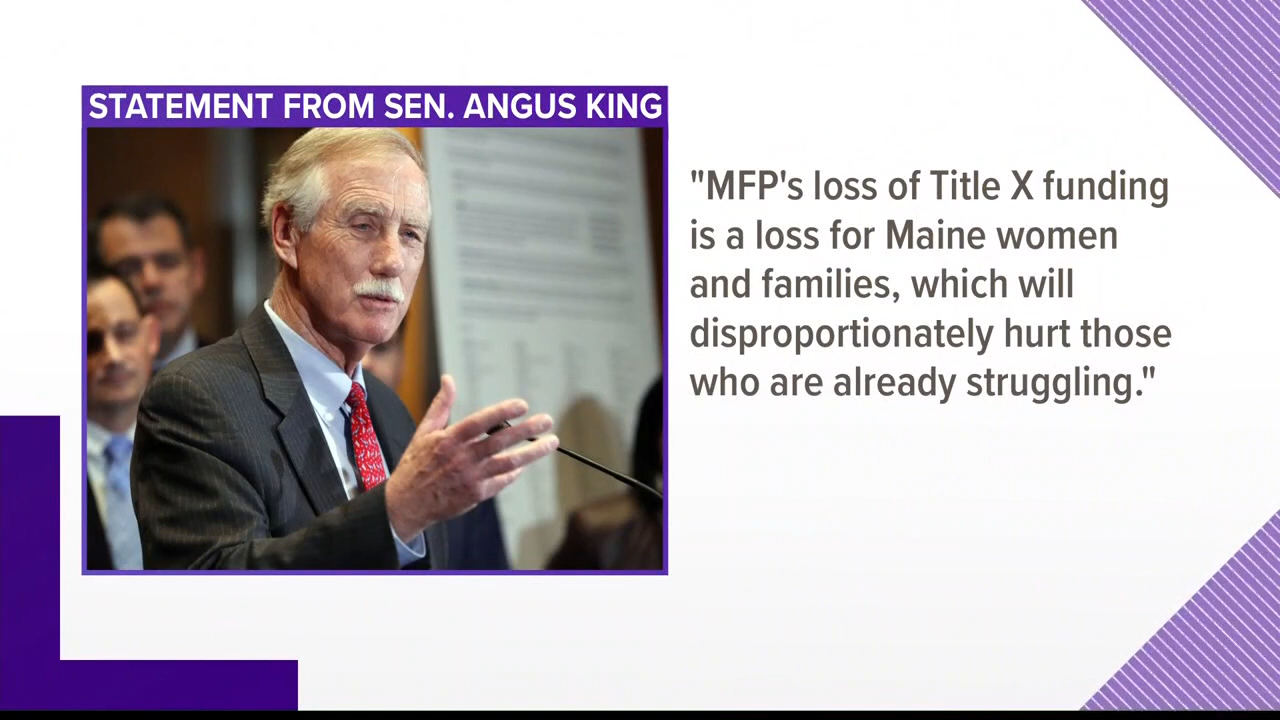 STATEMENT FROM SEN. ANGUS KING
"MFP's loss of Title X funding
is a loss for Maine women
and families, which will
disproportionately hurt those
who are already struggling."